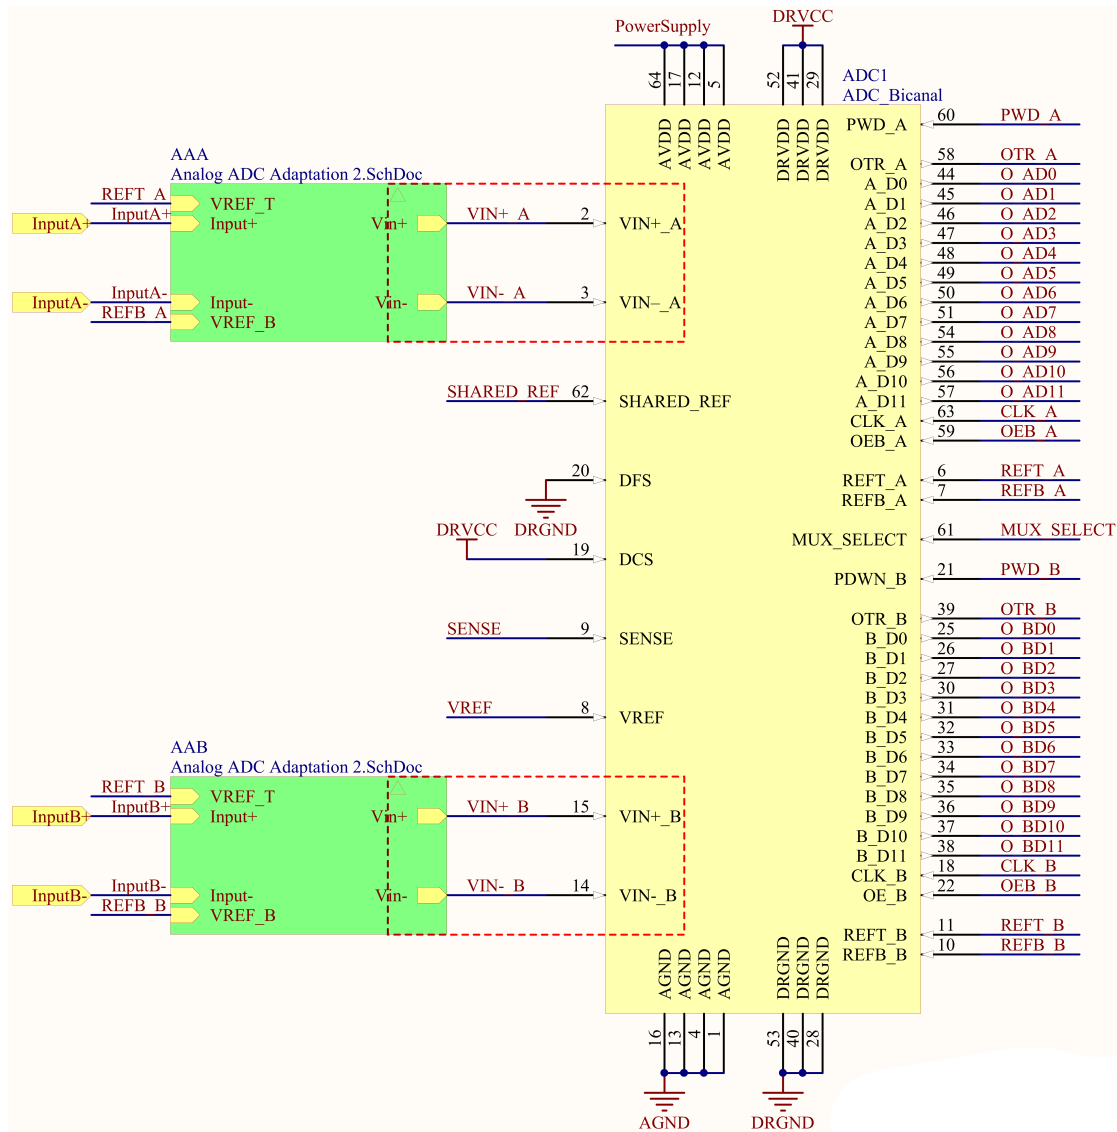 PowerSupply
DRVCC
64
17
12
5
52
41
29
AVDD
AVDD
AVDD
AVDD
DRVDD
DRVDD
DRVDD
ADC1
ADC_Bicanal
AAA
Analog ADC Adaptation 2.SchDoc
REFT_A
VREF_T
InputA+
InputA+
Input+
Vin+
VIN+_A
2
VIN+_A
InputA-
InputA-
Input-
Vin-
VIN-_A
3
VIN–_A
REFB_A
VREF_B
SHARED_REF
62
SHARED_REF
20
DFS
DRGND
DRVCC
19
DCS
SENSE
9
SENSE
VREF
8
VREF
AAB
Analog ADC Adaptation 2.SchDoc
REFT_B
VREF_T
InputB+
InputB+
Input+
Vin+
VIN+_B
15
VIN+_B
InputB-
InputB-
Input-
Vin-
VIN-_B
14
VIN-_B
REFB_B
VREF_B
PWD_A 60 PWD_A
OTR_A 58 OTR_A
A_D0 44 O_AD0
A_D1 45 O_AD1
A_D2 46 O_AD2
A_D3 47 O_AD3
A_D4 48 O_AD4
A_D5 49 O_AD5
A_D6 50 O_AD6
A_D7 51 O_AD7
A_D8 54 O_AD8
A_D9 55 O_AD9
A_D10 56 O_AD10
A_D11 57 O_AD11
CLK_A 63 CLK_A
OEB_A 59 OEB_A
REFT_A 6 REFT_A
REFB_A 7 REFB_A
MUX_SELECT 61 MUX_SELECT
PDWN_B 21 PWD_B
OTR_B 39 OTR_B
B_D0 25 O_BD0
B_D1 26 O_BD1
B_D2 27 O_BD2
B_D3 30 O_BD3
B_D4 31 O_BD4
B_D5 32 O_BD5
B_D6 33 O_BD6
B_D7 34 O_BD7
B_D8 35 O_BD8
B_D9 36 O_BD9
B_D10 37 O_BD10
B_D11 38 O_BD11
CLK_B 18 CLK_B
OE_B 22 OEB_B
REFT_B 11 REFT_B
REFB_B 10 REFB_B
AGND
AGND
AGND
AGND
DRGND
DRGND
DRGND
16
13
4
1
53
40
28
AGND
DRGND